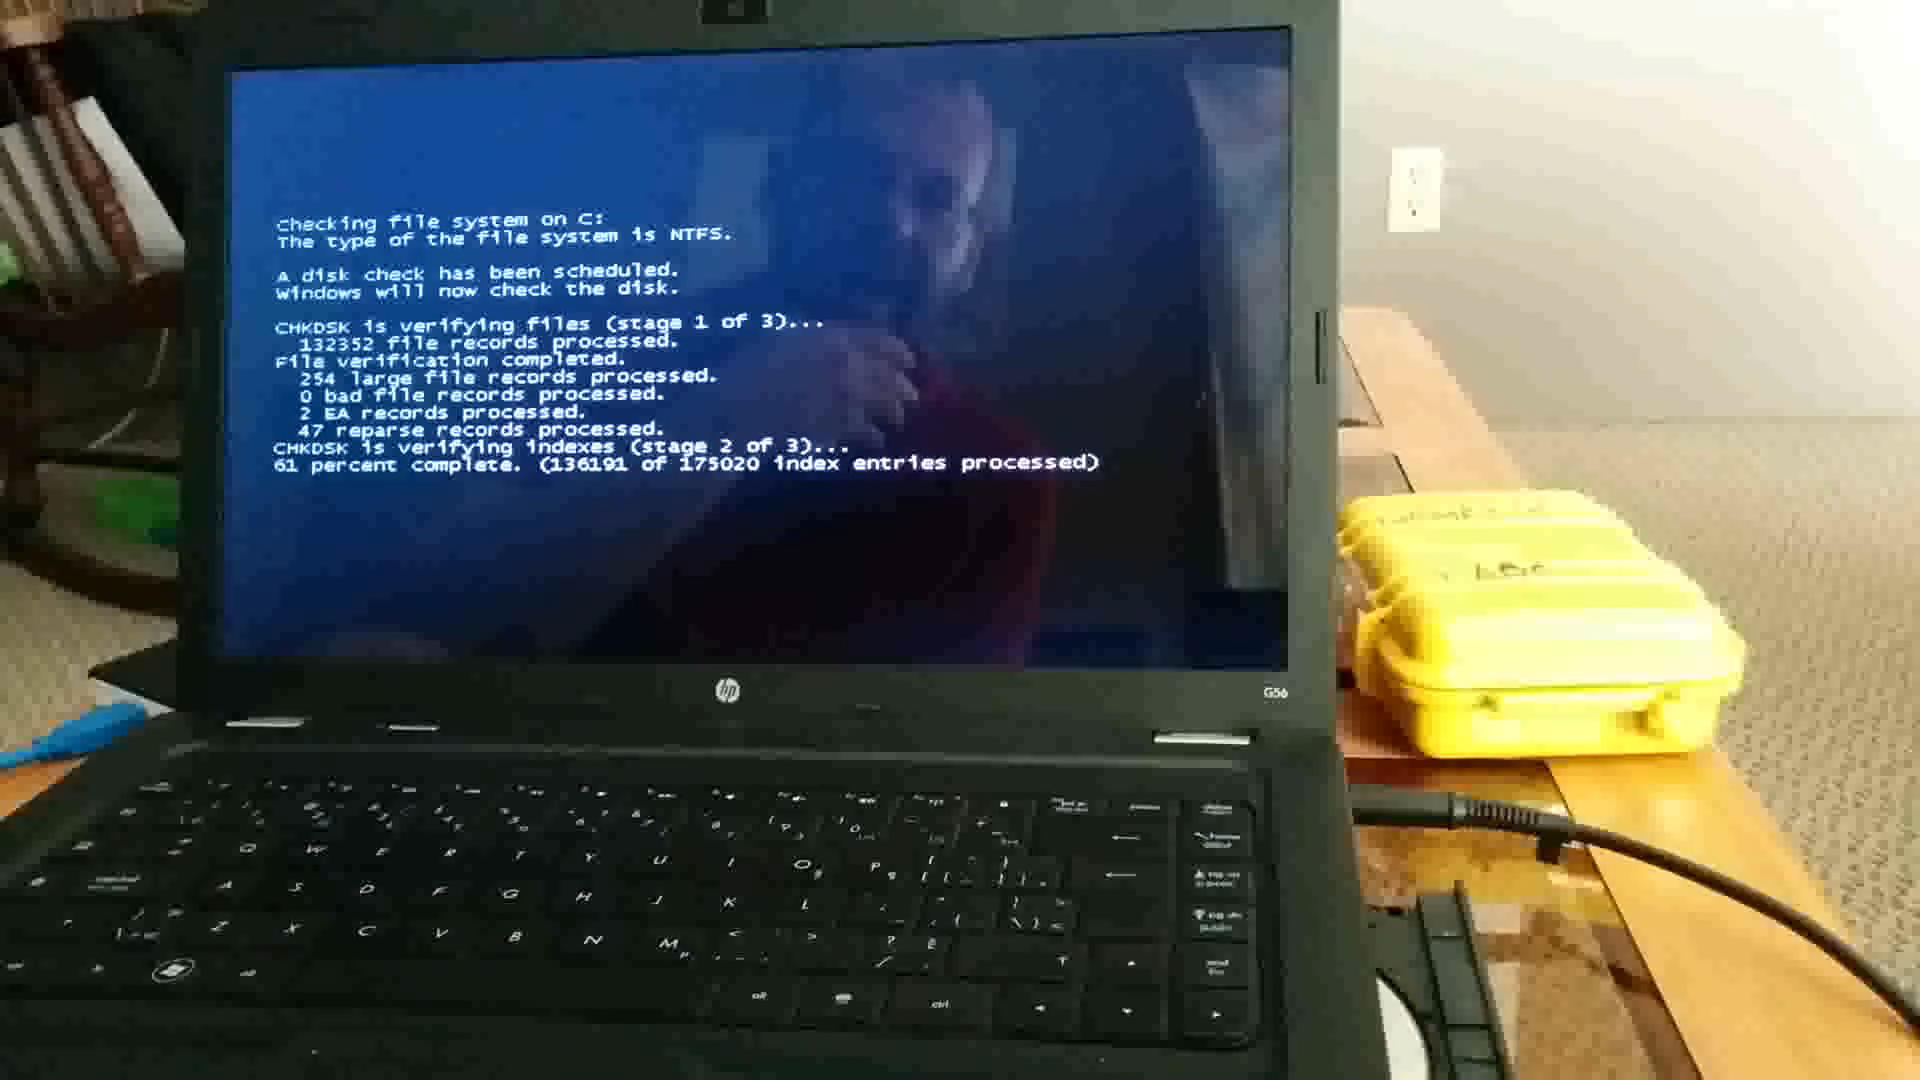 Checking file system on C:
The type of the file system is NTFS.
A disk check has been scheduled.
Windows will now check the disk.
CHKDSK is verifying files (stage 1 of 3)...
132352 file records processed.
File verification completed.
254 large file records processed.
0 bad file records processed.
2 EA records processed.
47 reparse records processed.
CHKDSK is verifying indexes (stage 2 of 3)...
61 percent complete. (136191 of 175020 index entries processed)
hp
G56
Q W E R T Y U I O P
A S D F G H J K L
Z X C V B N M
alt
ctrl